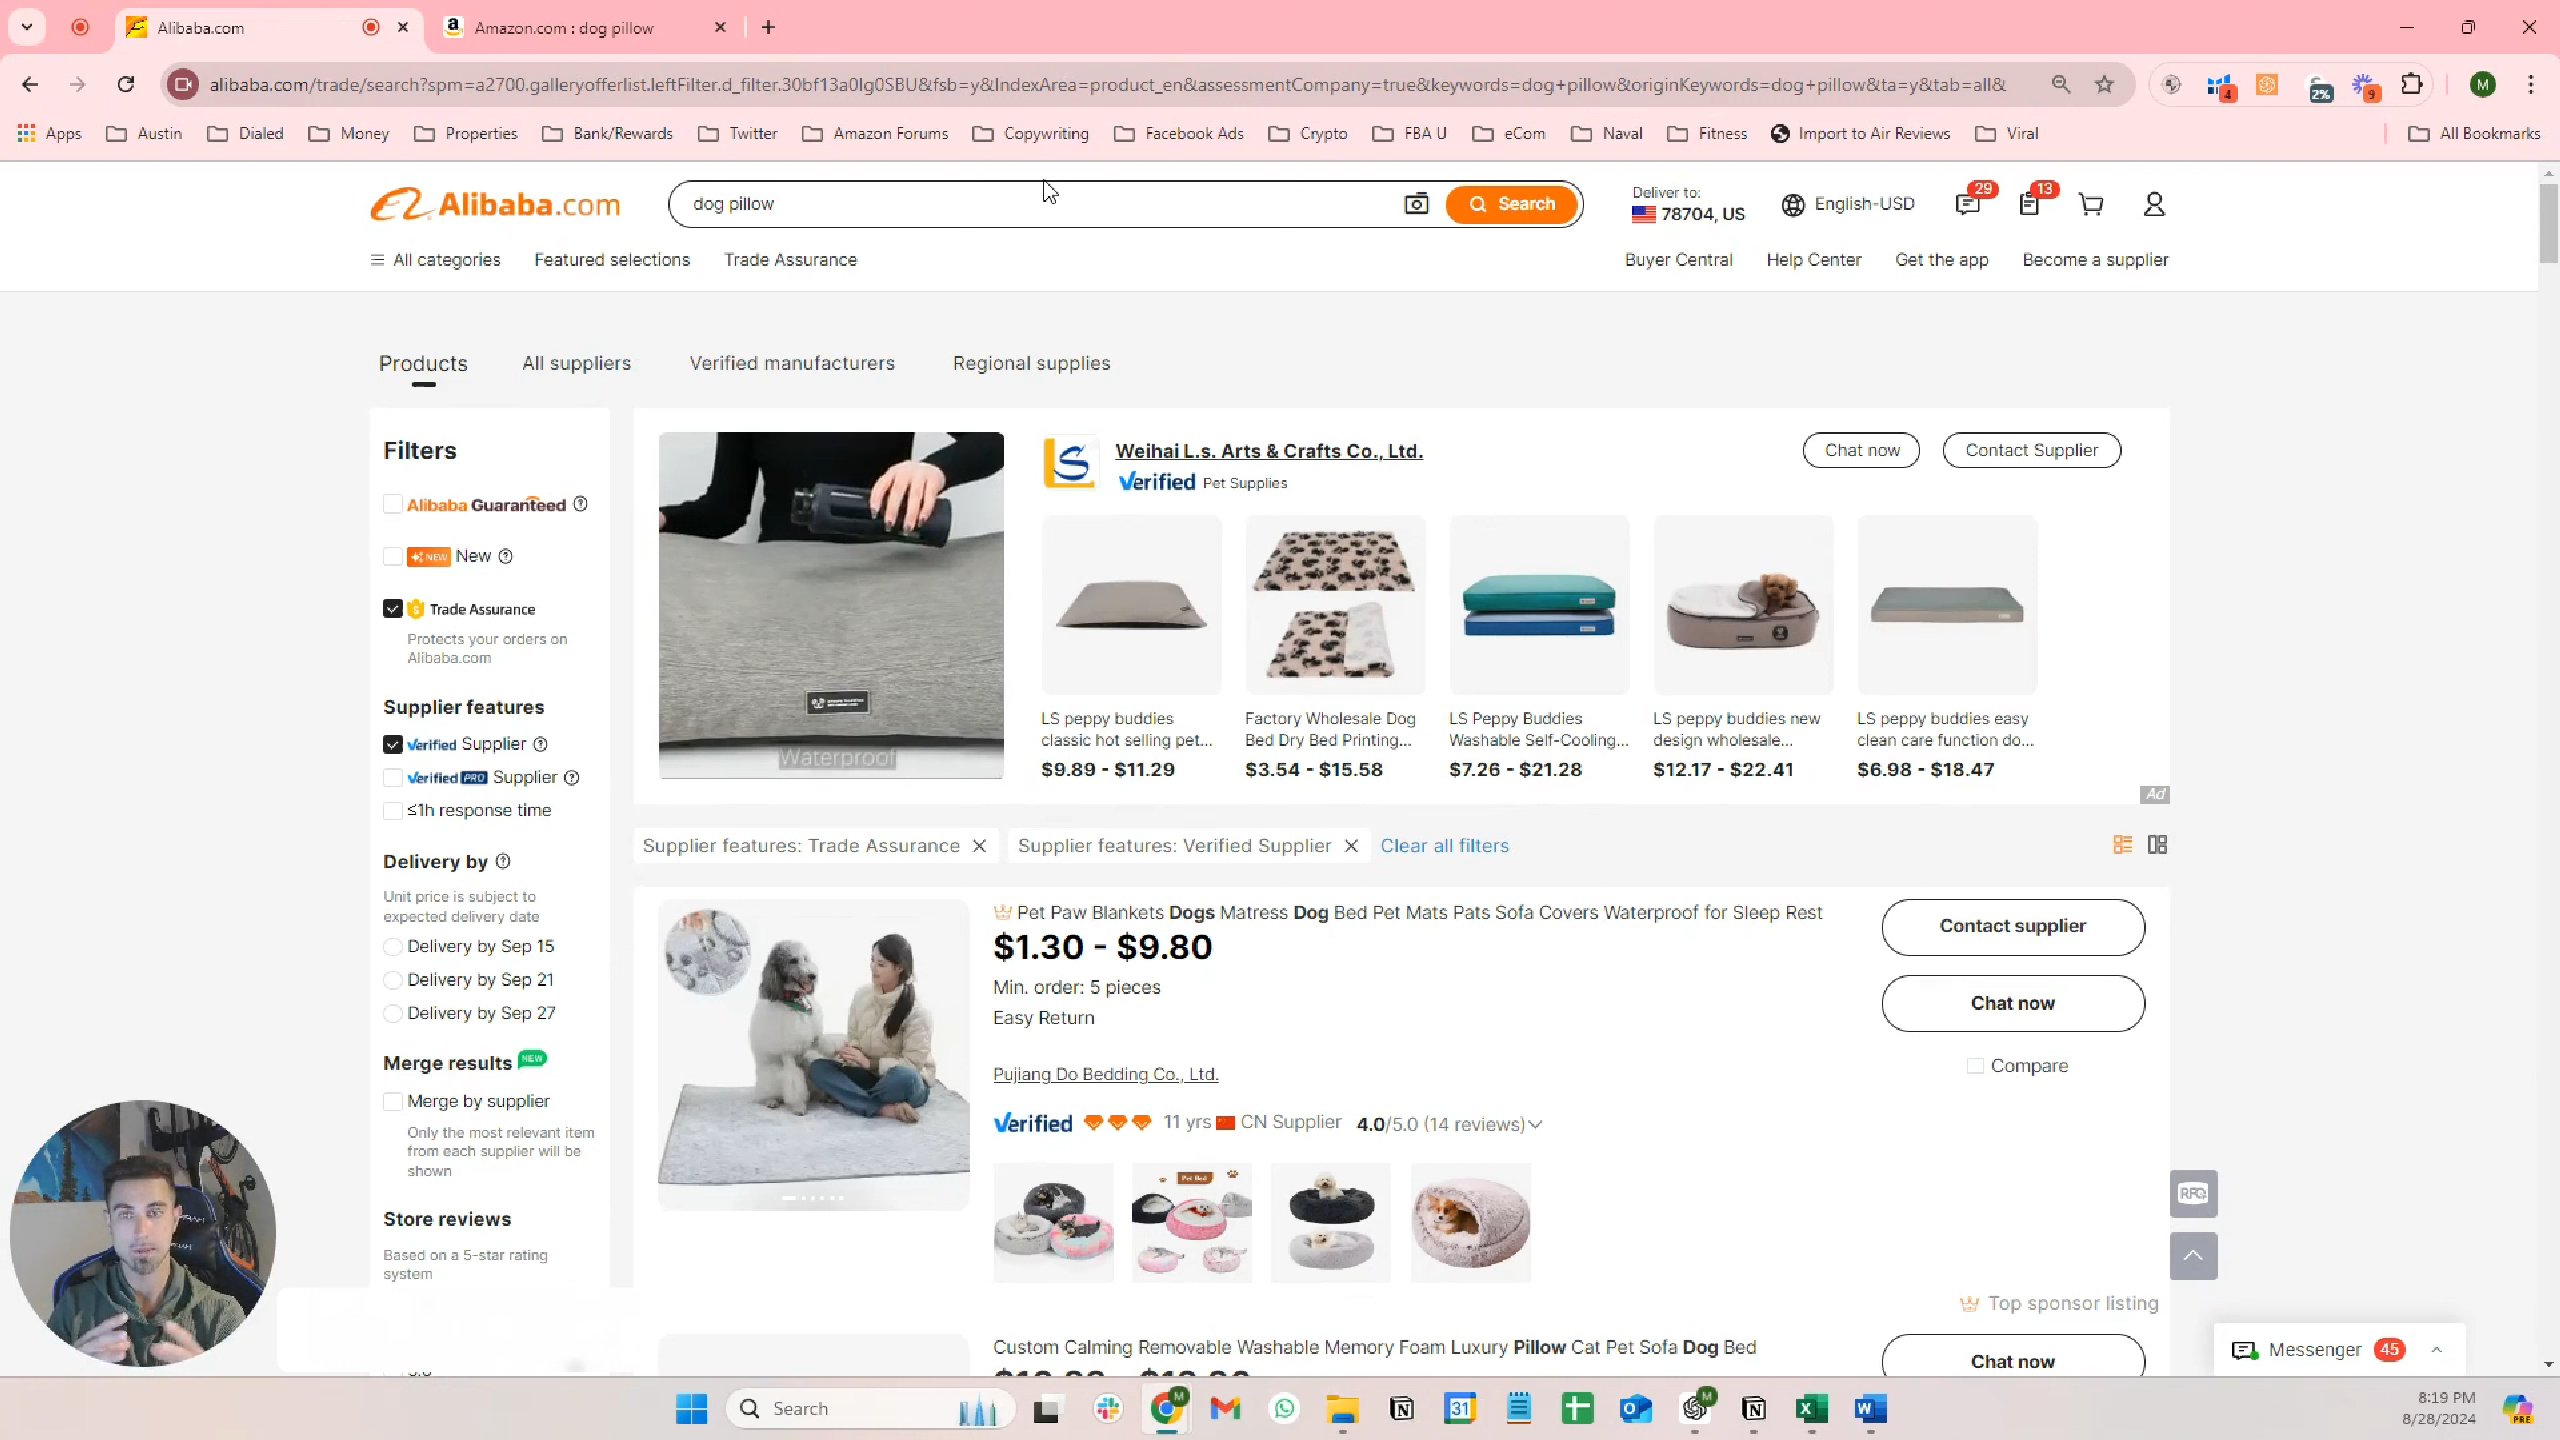 Alibaba.com
Amazon.com : dog pillow
alibaba.com/trade/search?spm=a2700.galleryofferlist.leftFilter.d_filter.30bf13a0Ig0SBU&fsb=y&IndexArea=product_en&assessmentCompany=true&keywords=dog+pillow&originKeywords=dog+pillow&ta=y&tab=all&
4
2%
9
M
Apps Austin Dialed Money Properties Bank/Rewards Twitter Amazon Forums Copywriting Facebook Ads Crypto FBA U eCom Naval Fitness Import to Air Reviews Viral All Bookmarks
Alibaba.com
dog pillow
Search
Deliver to:
78704, US
English-USD
29
13
All categories Featured selections Trade Assurance
Buyer Central Help Center Get the app Become a supplier
Products All suppliers Verified manufacturers Regional supplies
Filters
Alibaba Guaranteed
NEW New
Trade Assurance
Protects your orders on
Alibaba.com
Supplier features
Verified Supplier
Verified PRO Supplier
≤1h response time
Delivery by
Unit price is subject to
expected delivery date
Delivery by Sep 15
Delivery by Sep 21
Delivery by Sep 27
Merge results NEW
Merge by supplier
Only the most relevant item
from each supplier will be
shown
Store reviews
Based on a 5-star rating
system
Waterproof
Weihai L.s. Arts & Crafts Co., Ltd.
Verified Pet Supplies
Chat now
Contact Supplier
LS peppy buddies
classic hot selling pet...
$9.89 - $11.29
Factory Wholesale Dog
Bed Dry Bed Printing...
$3.54 - $15.58
LS Peppy Buddies
Washable Self-Cooling...
$7.26 - $21.28
LS peppy buddies new
design wholesale...
$12.17 - $22.41
LS peppy buddies easy
clean care function do...
$6.98 - $18.47
Ad
Supplier features: Trade Assurance
Supplier features: Verified Supplier
Clear all filters
Pet Paw Blankets Dogs Matress Dog Bed Pet Mats Pats Sofa Covers Waterproof for Sleep Rest
$1.30 - $9.80
Min. order: 5 pieces
Easy Return
Pujiang Do Bedding Co., Ltd.
Verified 11 yrs CN Supplier 4.0/5.0 (14 reviews)
Pet Bed
Contact supplier
Chat now
Compare
RFQ
Top sponsor listing
Custom Calming Removable Washable Memory Foam Luxury Pillow Cat Pet Sofa Dog Bed
Chat now
Messenger 45
Search
M
31
M
8:19 PM
8/28/2024
PRE